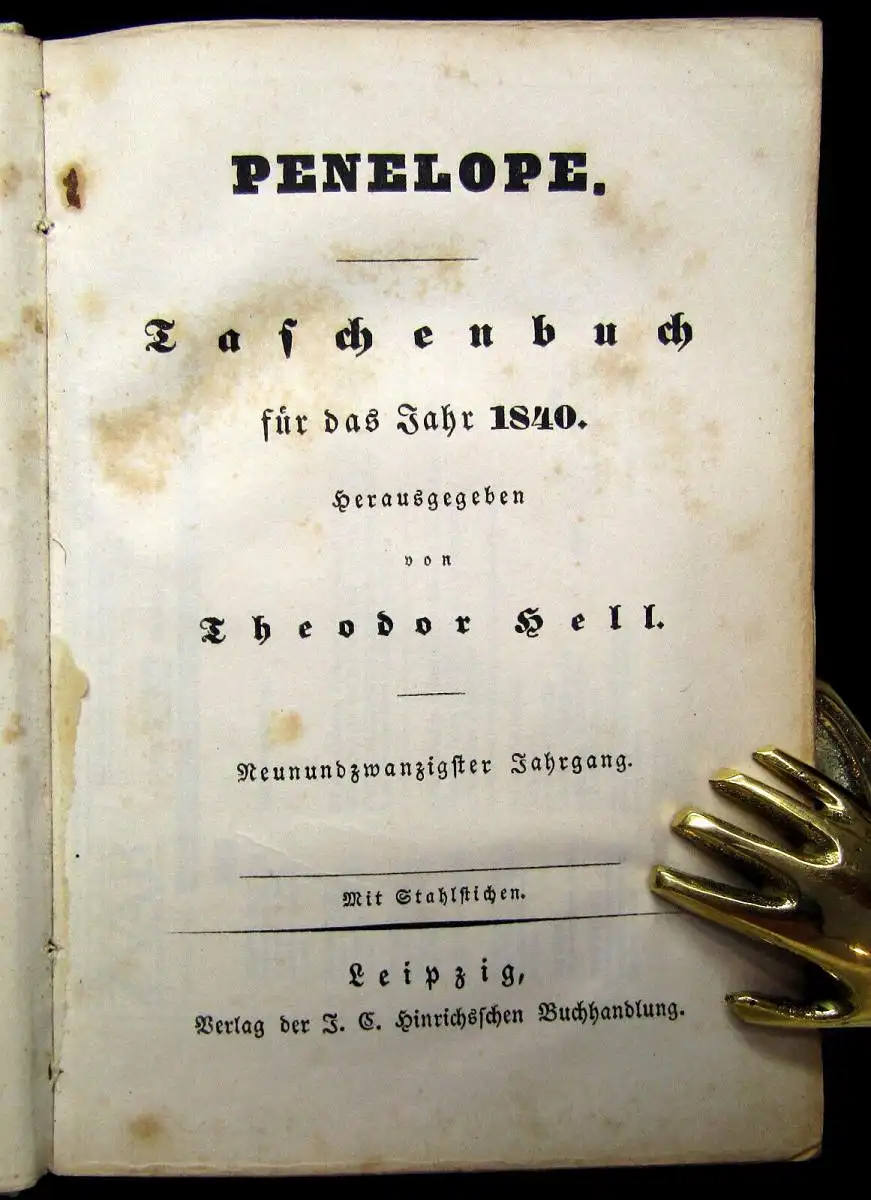 PENELOPE.
Taschenbuch
für das Jahr 1840.
Herausgegeben
von
Theodor Hell.
Neunundzwanzigster Jahrgang.
Mit Stahlstichen.
Leipzig,
Verlag der J. C. Hinrichsschen Buchhandlung.